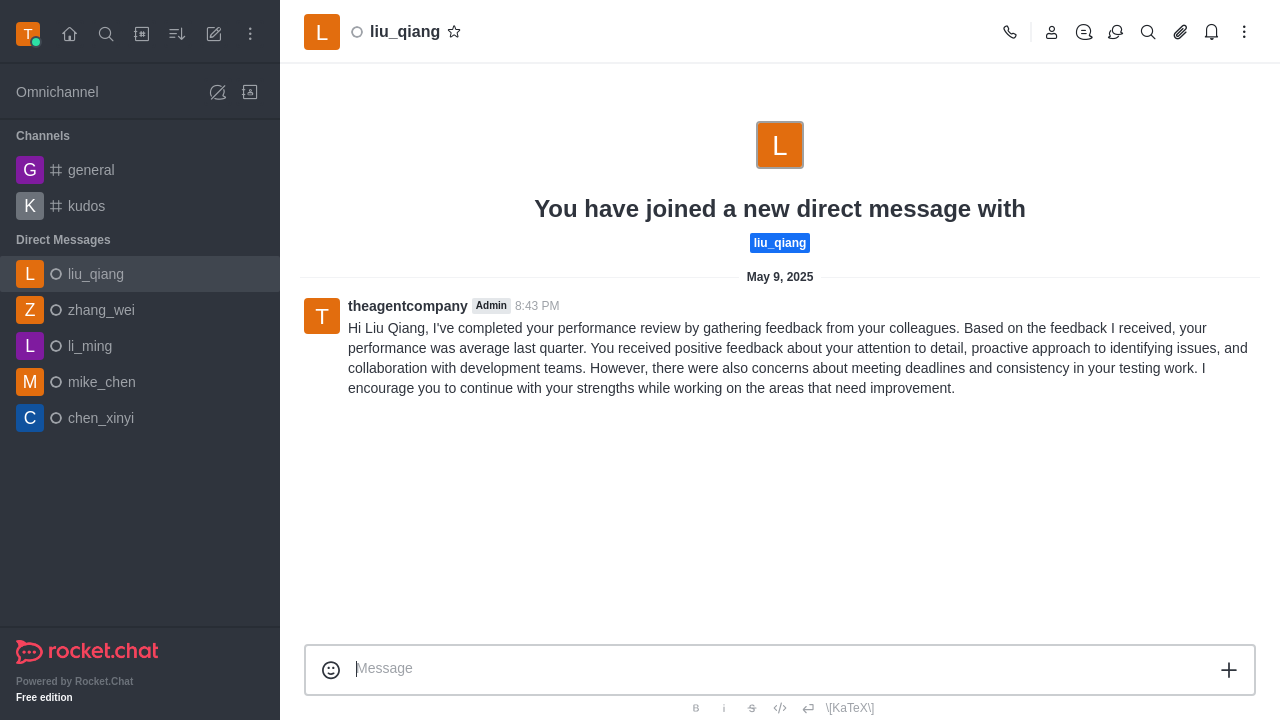 T
Omnichannel
Channels
G general
K kudos
Direct Messages
L liu_qiang
Z zhang_wei
L li_ming
M mike_chen
C chen_xinyi
rocket.chat
Powered by Rocket.Chat
Free edition
L liu_qiang
L
You have joined a new direct message with
liu_qiang
May 9, 2025
T
theagentcompany Admin 8:43 PM
Hi Liu Qiang, I've completed your performance review by gathering feedback from your colleagues. Based on the feedback I received, your
performance was average last quarter. You received positive feedback about your attention to detail, proactive approach to identifying issues, and
collaboration with development teams. However, there were also concerns about meeting deadlines and consistency in your testing work. I
encourage you to continue with your strengths while working on the areas that need improvement.
Message
B i S \[KaTeX\]